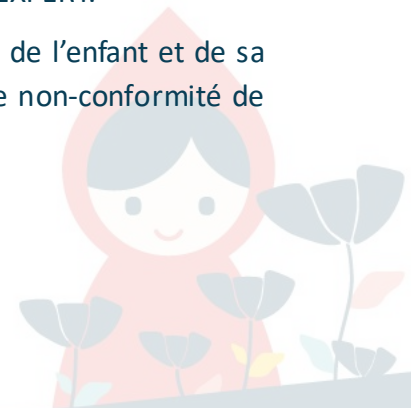 de l’enfant et de sa
non-conformité de